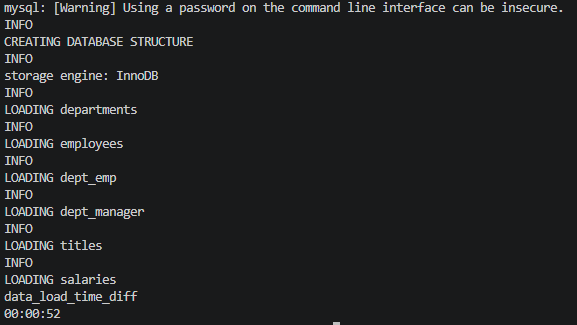 mysql: [Warning] Using a password on the command line interface can be insecure.
INFO
CREATING DATABASE STRUCTURE
INFO
storage engine: InnoDB
INFO
LOADING departments
INFO
LOADING employees
INFO
LOADING dept_emp
INFO
LOADING dept_manager
INFO
LOADING titles
INFO
LOADING salaries
data_load_time_diff
00:00:52